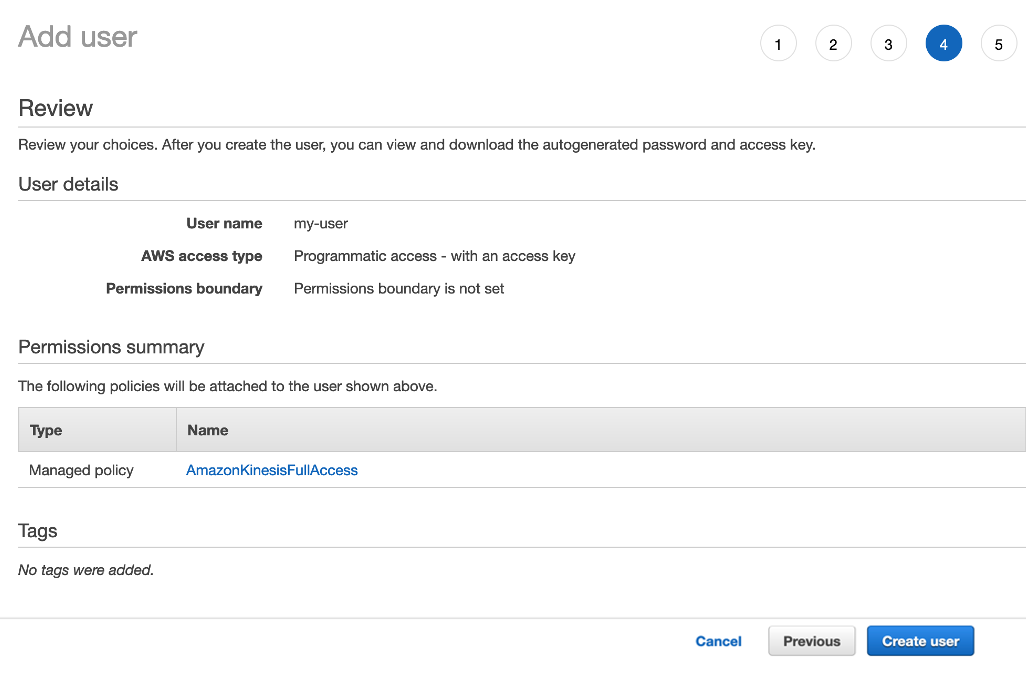 Add user
1 2 3 4 5
Review
Review your choices. After you create the user, you can view and download the autogenerated password and access key.
User details
User name my-user
AWS access type Programmatic access - with an access key
Permissions boundary Permissions boundary is not set
Permissions summary
The following policies will be attached to the user shown above.
Type Name
Managed policy AmazonKinesisFullAccess
Tags
No tags were added.
Cancel Previous Create user